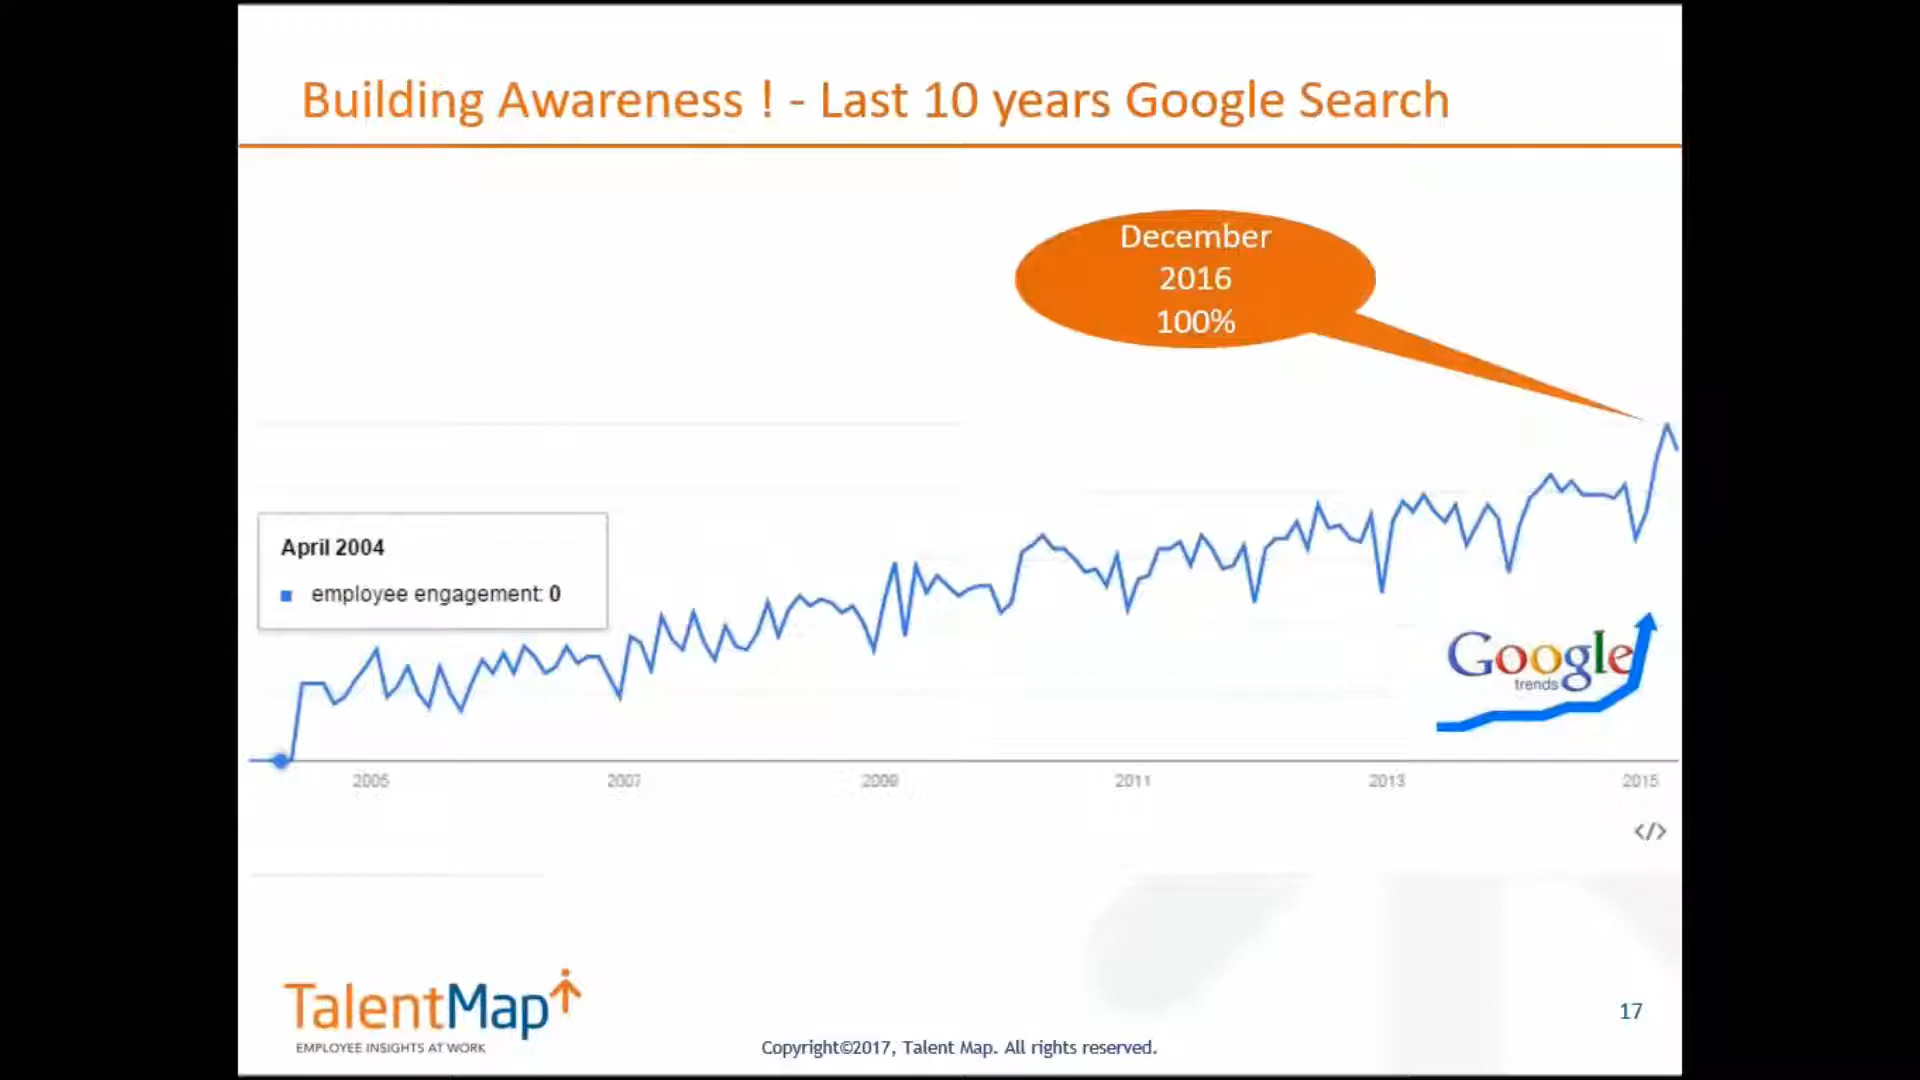 Building Awareness ! - Last 10 years Google Search
December
2016
100%
April 2004
employee engagement: 0
Google
trends
2005
2007
2009
2011
2013
2015
</>
TalentMap
EMPLOYEE INSIGHTS AT WORK
Copyright©2017, Talent Map. All rights reserved.
17